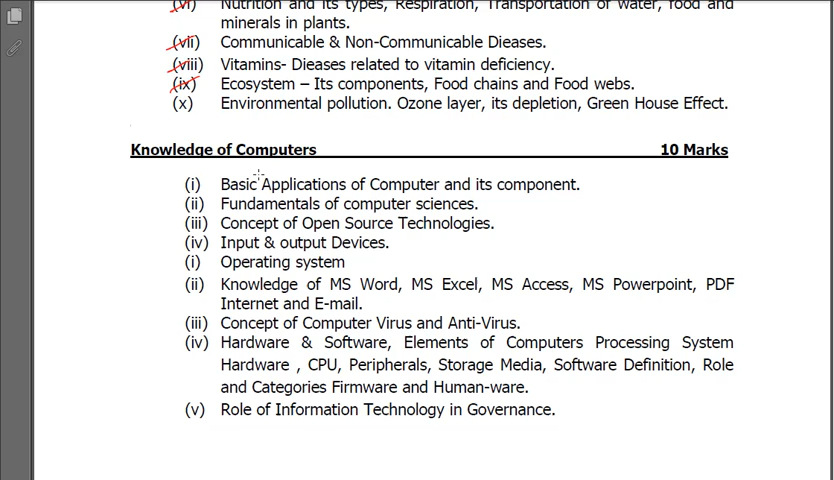 (vi) Nutrition and its types, Respiration, Transportation of water, food and
minerals in plants.
(vii) Communicable & Non-Communicable Dieases.
(viii) Vitamins- Dieases related to vitamin deficiency.
(ix) Ecosystem – Its components, Food chains and Food webs.
(x) Environmental pollution. Ozone layer, its depletion, Green House Effect.
Knowledge of Computers 10 Marks
(i) Basic Applications of Computer and its component.
(ii) Fundamentals of computer sciences.
(iii) Concept of Open Source Technologies.
(iv) Input & output Devices.
(i) Operating system
(ii) Knowledge of MS Word, MS Excel, MS Access, MS Powerpoint, PDF
Internet and E-mail.
(iii) Concept of Computer Virus and Anti-Virus.
(iv) Hardware & Software, Elements of Computers Processing System
Hardware , CPU, Peripherals, Storage Media, Software Definition, Role
and Categories Firmware and Human-ware.
(v) Role of Information Technology in Governance.